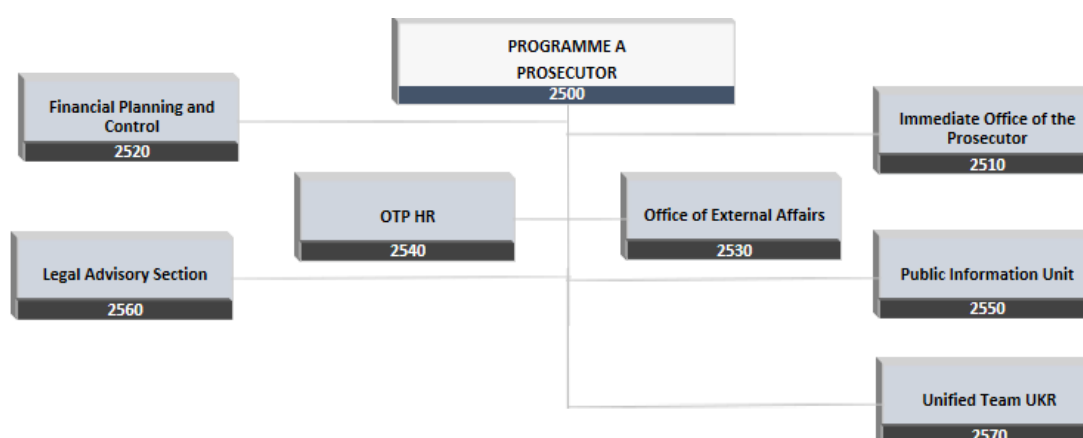 PROGRAMME A
PROSECUTOR
2500
Financial Planning and
Control
2520
Immediate Office of the
Prosecutor
2510
OTP HR
2540
Office of External Affairs
2530
Legal Advisory Section
2560
Public Information Unit
2550
Unified Team UKR
2570